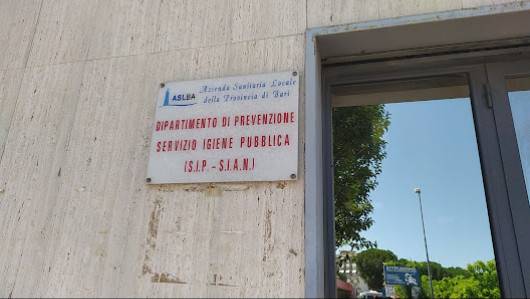 ASLBA
Azienda Sanitaria Locale
della Provincia di Bari
DIPARTIMENTO DI PREVENZIONE
SERVIZIO IGIENE PUBBLICA
(S.I.P. - S.I.A.N.)